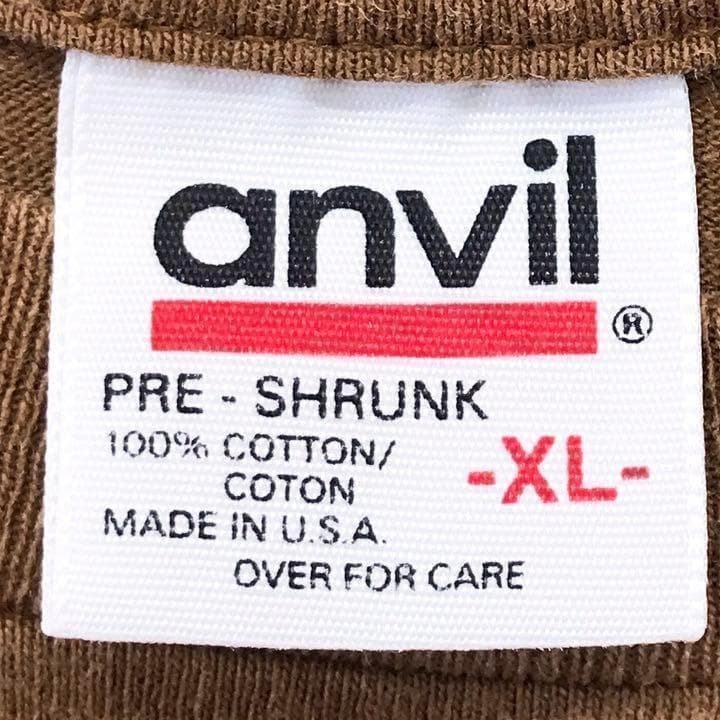 anvil
®
PRE - SHRUNK
100% COTTON/
COTON
-XL-
MADE IN U.S.A.
OVER FOR CARE